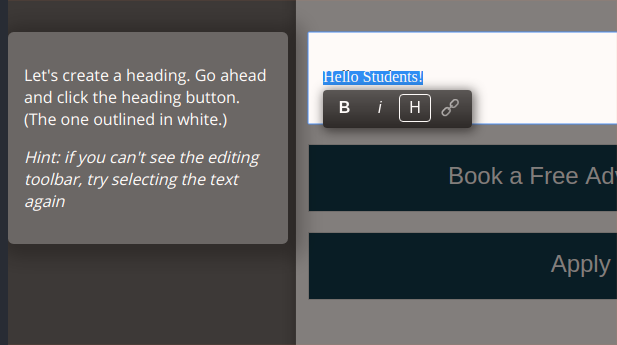 Let's create a heading. Go ahead
and click the heading button.
(The one outlined in white.)
Hint: if you can't see the editing
toolbar, try selecting the text
again
Hello Students!
B i H
Book a Free Adv
Apply